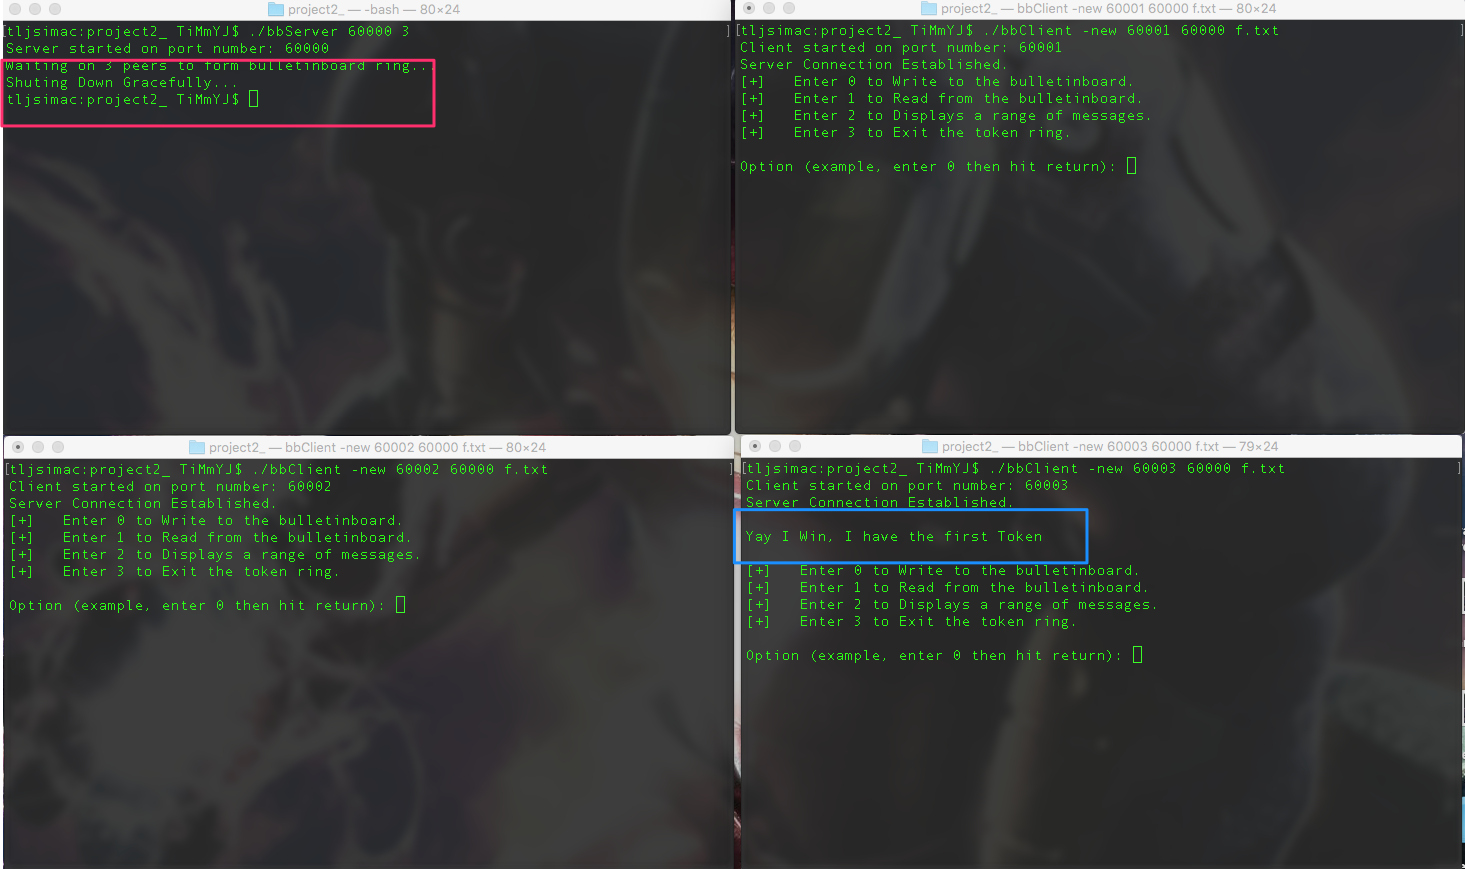 project2_ — -bash — 80×24
[tljsimac:project2_ TiMmYJ$ ./bbServer 60000 3 ]
Server started on port number: 60000
Waiting on 3 peers to form bulletinboard ring...
Shuting Down Gracefully...
tljsimac:project2_ TiMmYJ$
project2_ — bbClient -new 60001 60000 f.txt — 80×24
[tljsimac:project2_ TiMmYJ$ ./bbClient -new 60001 60000 f.txt ]
Client started on port number: 60001
Server Connection Established.
[+] Enter 0 to Write to the bulletinboard.
[+] Enter 1 to Read from the bulletinboard.
[+] Enter 2 to Displays a range of messages.
[+] Enter 3 to Exit the token ring.
Option (example, enter 0 then hit return):
project2_ — bbClient -new 60002 60000 f.txt — 80×24
[tljsimac:project2_ TiMmYJ$ ./bbClient -new 60002 60000 f.txt ]
Client started on port number: 60002
Server Connection Established.
[+] Enter 0 to Write to the bulletinboard.
[+] Enter 1 to Read from the bulletinboard.
[+] Enter 2 to Displays a range of messages.
[+] Enter 3 to Exit the token ring.
Option (example, enter 0 then hit return):
project2_ — bbClient -new 60003 60000 f.txt — 79×24
[tljsimac:project2_ TiMmYJ$ ./bbClient -new 60003 60000 f.txt ]
Client started on port number: 60003
Server Connection Established.
Yay I Win, I have the first Token
[+] Enter 0 to Write to the bulletinboard.
[+] Enter 1 to Read from the bulletinboard.
[+] Enter 2 to Displays a range of messages.
[+] Enter 3 to Exit the token ring.
Option (example, enter 0 then hit return):